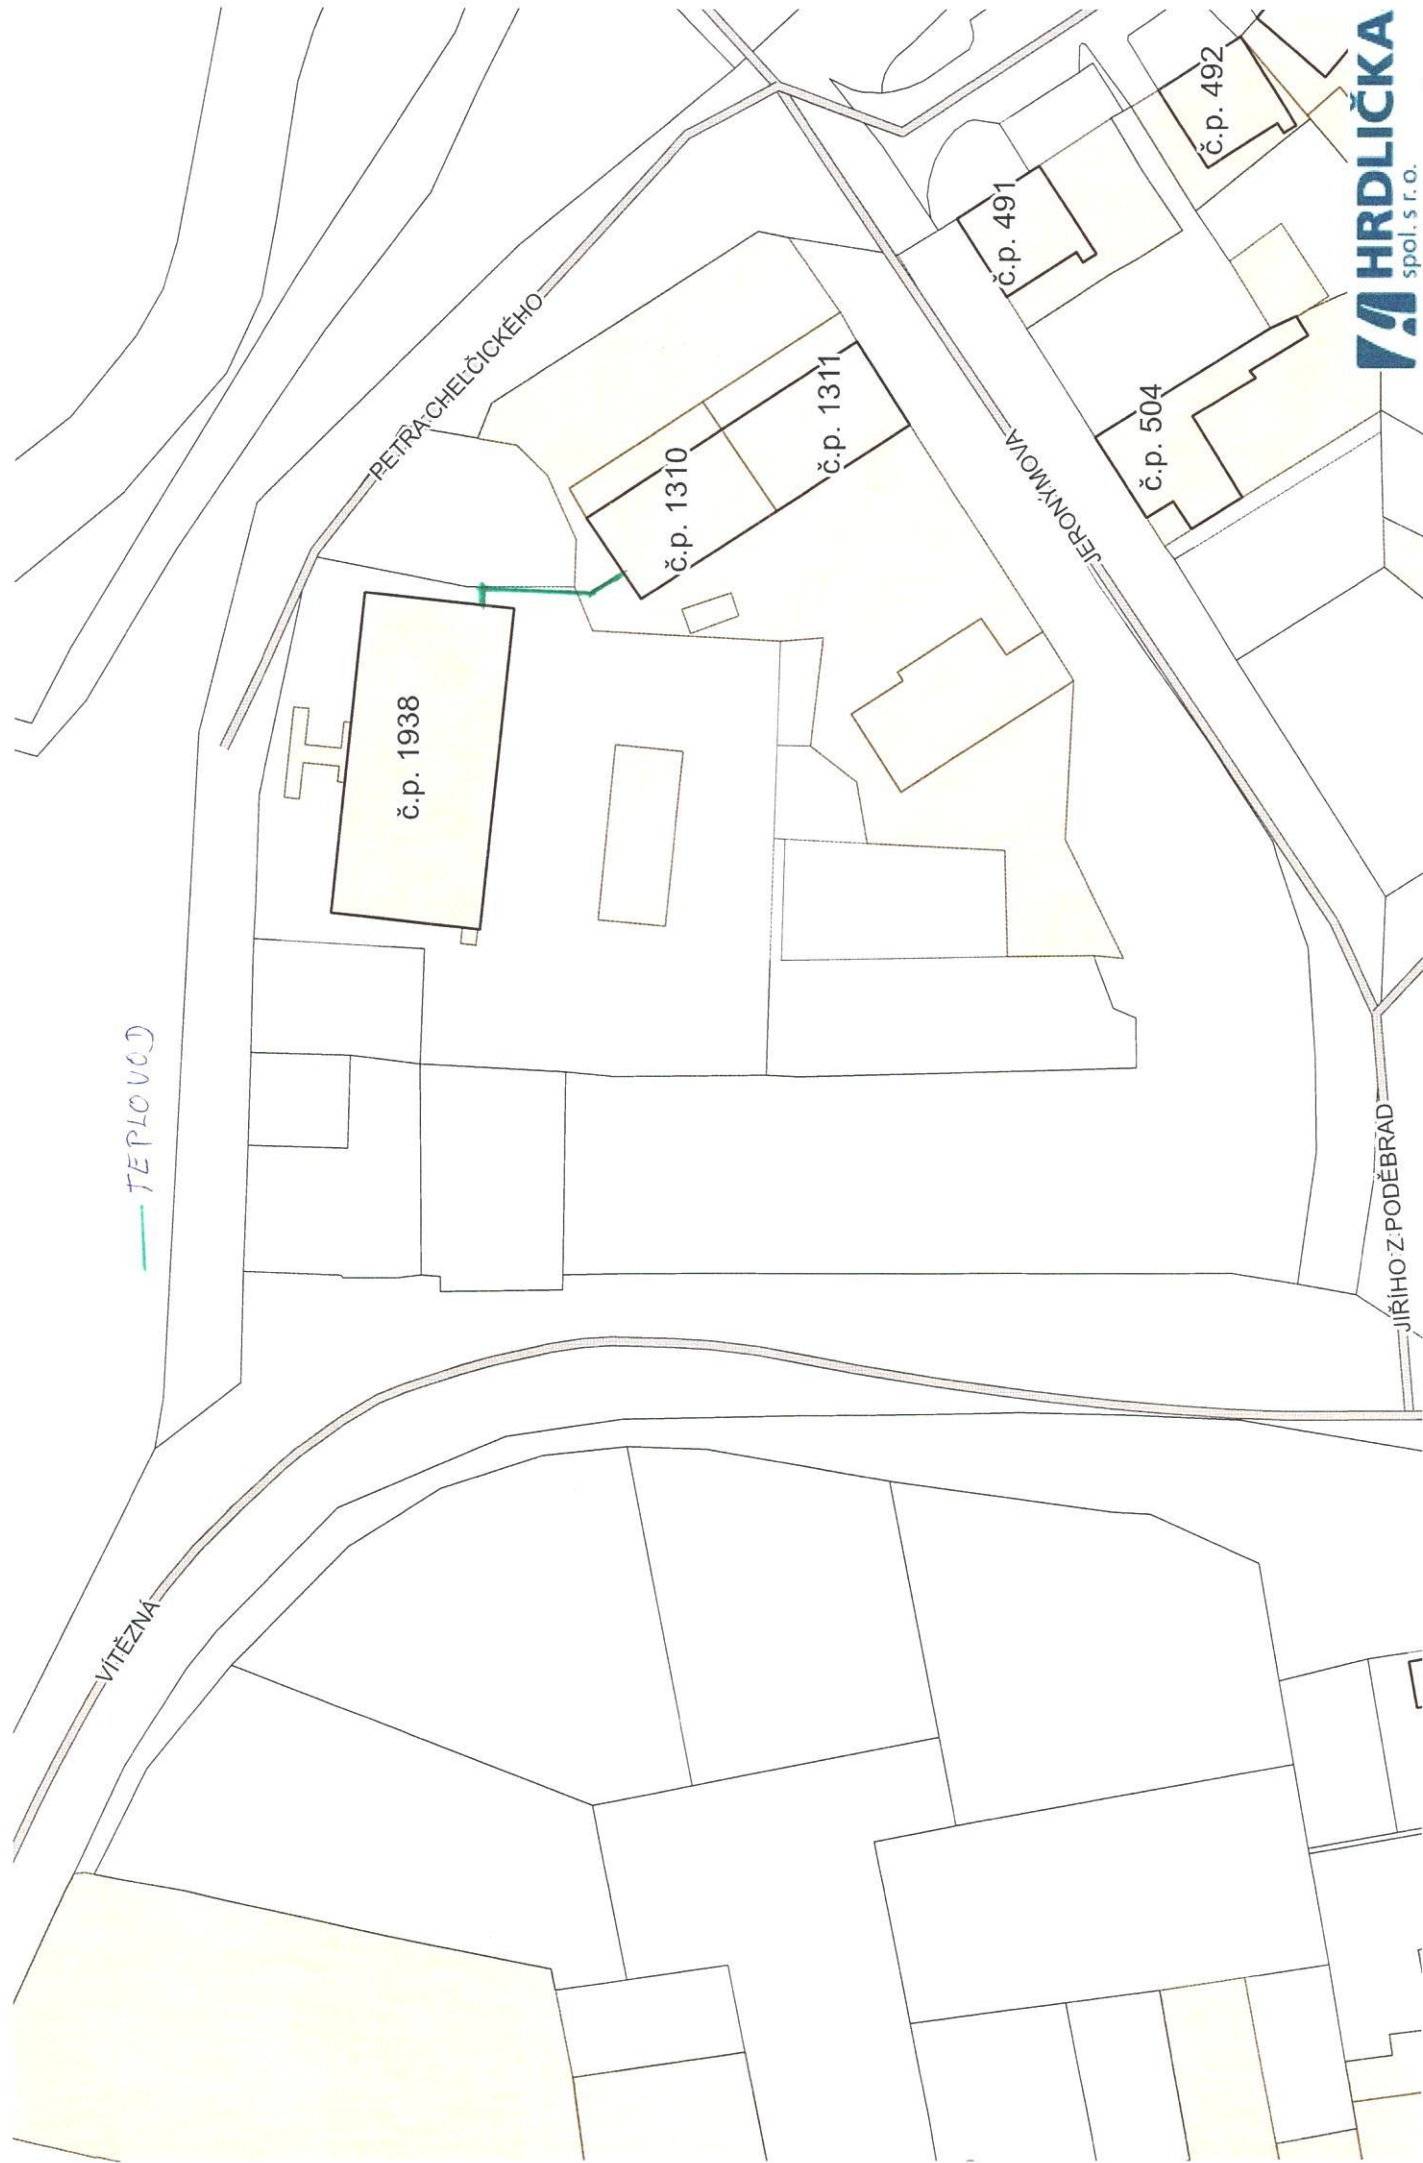 VÍTĚZNÁ
TEPLOVOD
PETRA CHELČICKÉHO
č.p. 1938
č.p. 1310
č.p. 1311
č.p. 491
č.p. 492
č.p. 504
JERONÝMOVA
JIŘÍHO Z PODĚBRAD
HRDLIČKA
spol. s r. o.